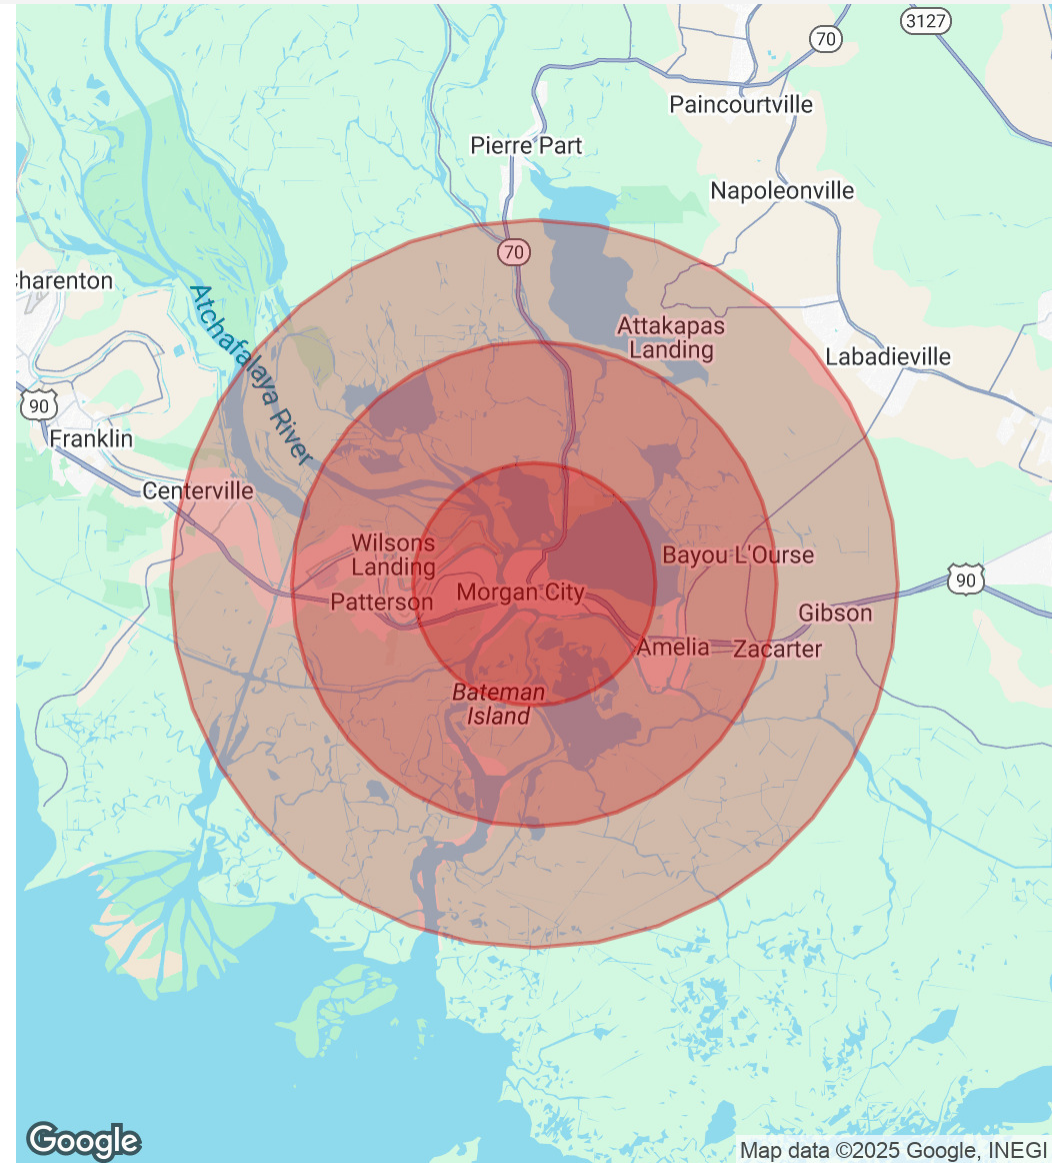 3127
70
Paincourtville
Pierre Part
Napoleonville
70
Charenton
Atchafalaya River
Attakapas
Landing
Labadieville
90
Franklin
Centerville
Wilsons
Landing
Bayou L'Ourse
90
Patterson
Morgan City
Gibson
Amelia
Zacarter
Bateman
Island
Google
Map data ©2025 Google, INEGI